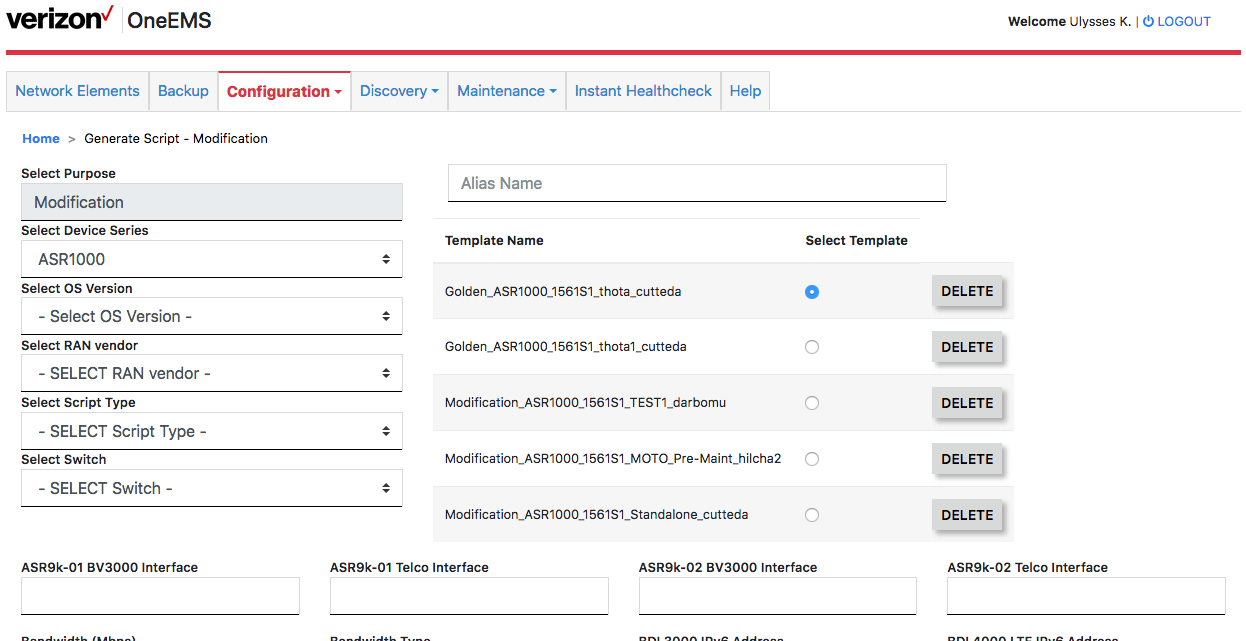 verizon OneEMS
Welcome Ulysses K. | LOGOUT
Network Elements Backup Configuration Discovery Maintenance Instant Healthcheck Help
Home > Generate Script - Modification
Select Purpose
Modification
Select Device Series
ASR1000
Select OS Version
- Select OS Version -
Select RAN vendor
- SELECT RAN vendor -
Select Script Type
- SELECT Script Type -
Select Switch
- SELECT Switch -
Alias Name
Template Name Select Template
Golden_ASR1000_1561S1_thota_cutteda DELETE
Golden_ASR1000_1561S1_thota1_cutteda DELETE
Modification_ASR1000_1561S1_TEST1_darbomu DELETE
Modification_ASR1000_1561S1_MOTO_Pre-Maint_hilcha2 DELETE
Modification_ASR1000_1561S1_Standalone_cutteda DELETE
ASR9k-01 BV3000 Interface ASR9k-01 Telco Interface ASR9k-02 BV3000 Interface ASR9k-02 Telco Interface
Bandwidth (Mbps) Bandwidth Type BDI 3000 IPv6 Address BDI 4000 LTE IPv6 Address